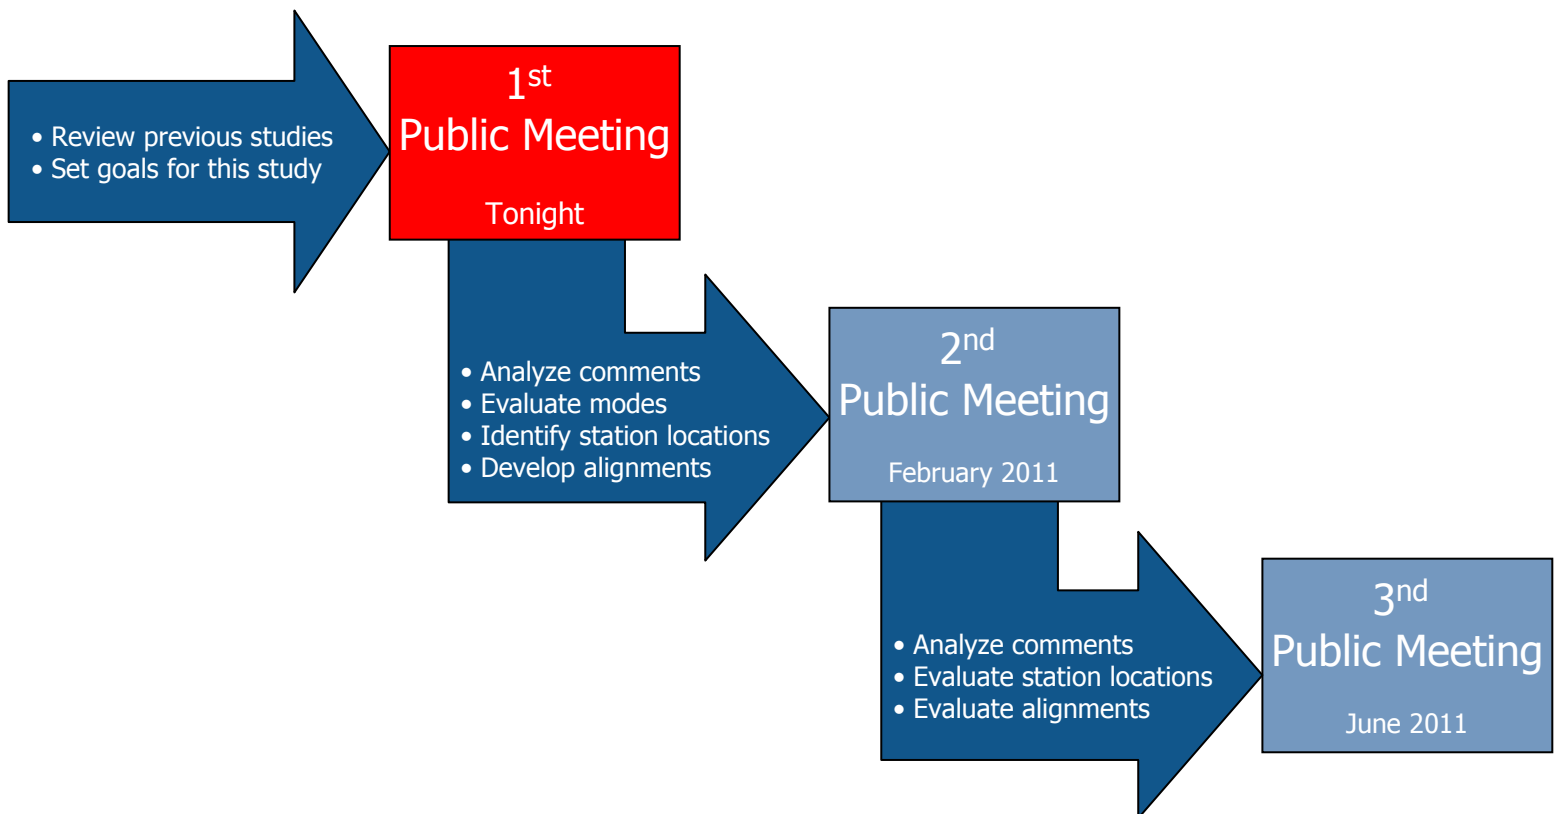 • Review previous studies
• Set goals for this study
1st
Public Meeting
Tonight
• Analyze comments
• Evaluate modes
• Identify station locations
• Develop alignments
2nd
Public Meeting
February 2011
• Analyze comments
• Evaluate station locations
• Evaluate alignments
3nd
Public Meeting
June 2011